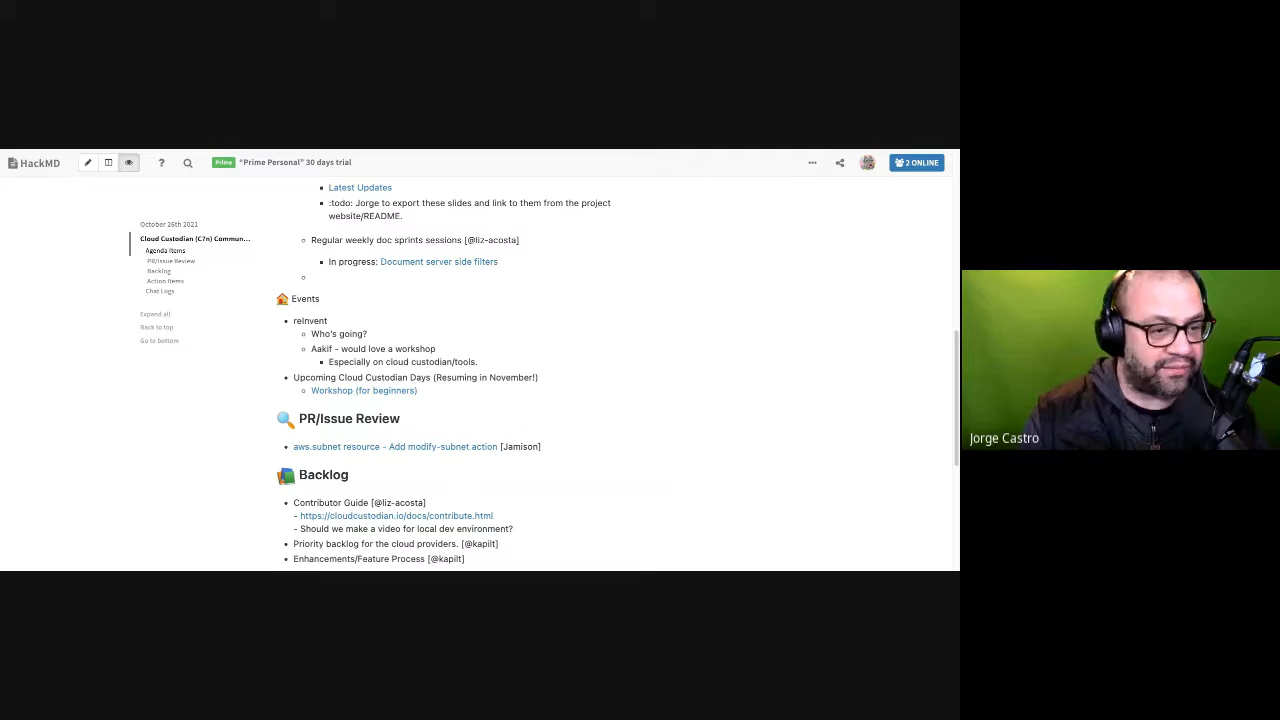 HackMD
Prime "Prime Personal" 30 days trial
2 ONLINE
October 26th 2021
Cloud Custodian (C7n) Commun...
Agenda Items
PR/Issue Review
Backlog
Action Items
Chat Logs
Expand all
Back to top
Go to bottom
Latest Updates
:todo: Jorge to export these slides and link to them from the project
website/README.
Regular weekly doc sprints sessions [@liz-acosta]
In progress: Document server side filters
Events
reInvent
Who's going?
Aakif - would love a workshop
Especially on cloud custodian/tools.
Upcoming Cloud Custodian Days (Resuming in November!)
Workshop (for beginners)
PR/Issue Review
aws.subnet resource - Add modify-subnet action [Jamison]
Backlog
Contributor Guide [@liz-acosta]
- https://cloudcustodian.io/docs/contribute.html
- Should we make a video for local dev environment?
Priority backlog for the cloud providers. [@kapilt]
Enhancements/Feature Process [@kapilt]
Jorge Castro